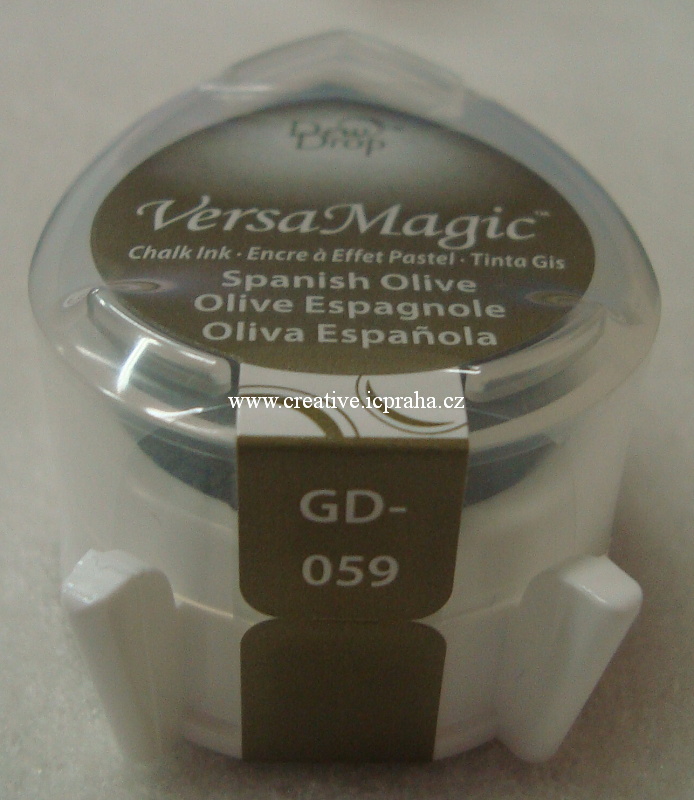 Dew
Drop™
VersaMagic™
Chalk Ink • Encre à Effet Pastel • Tinta Gis
Spanish Olive
Olive Espagnole
Oliva Española
www.creative.icpraha.cz
GD-
059